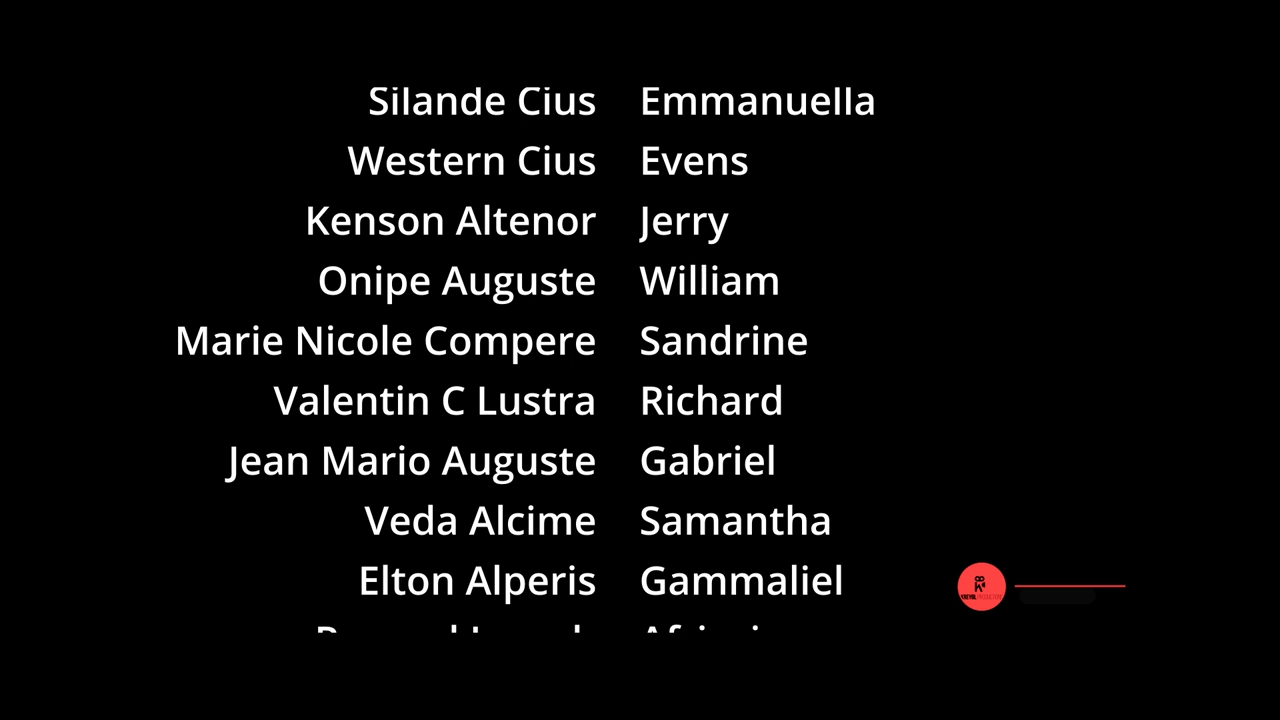 Silande Cius Emmanuella
Western Cius Evens
Kenson Altenor Jerry
Onipe Auguste William
Marie Nicole Compere Sandrine
Valentin C Lustra Richard
Jean Mario Auguste Gabriel
Veda Alcime Samantha
Elton Alperis Gammaliel